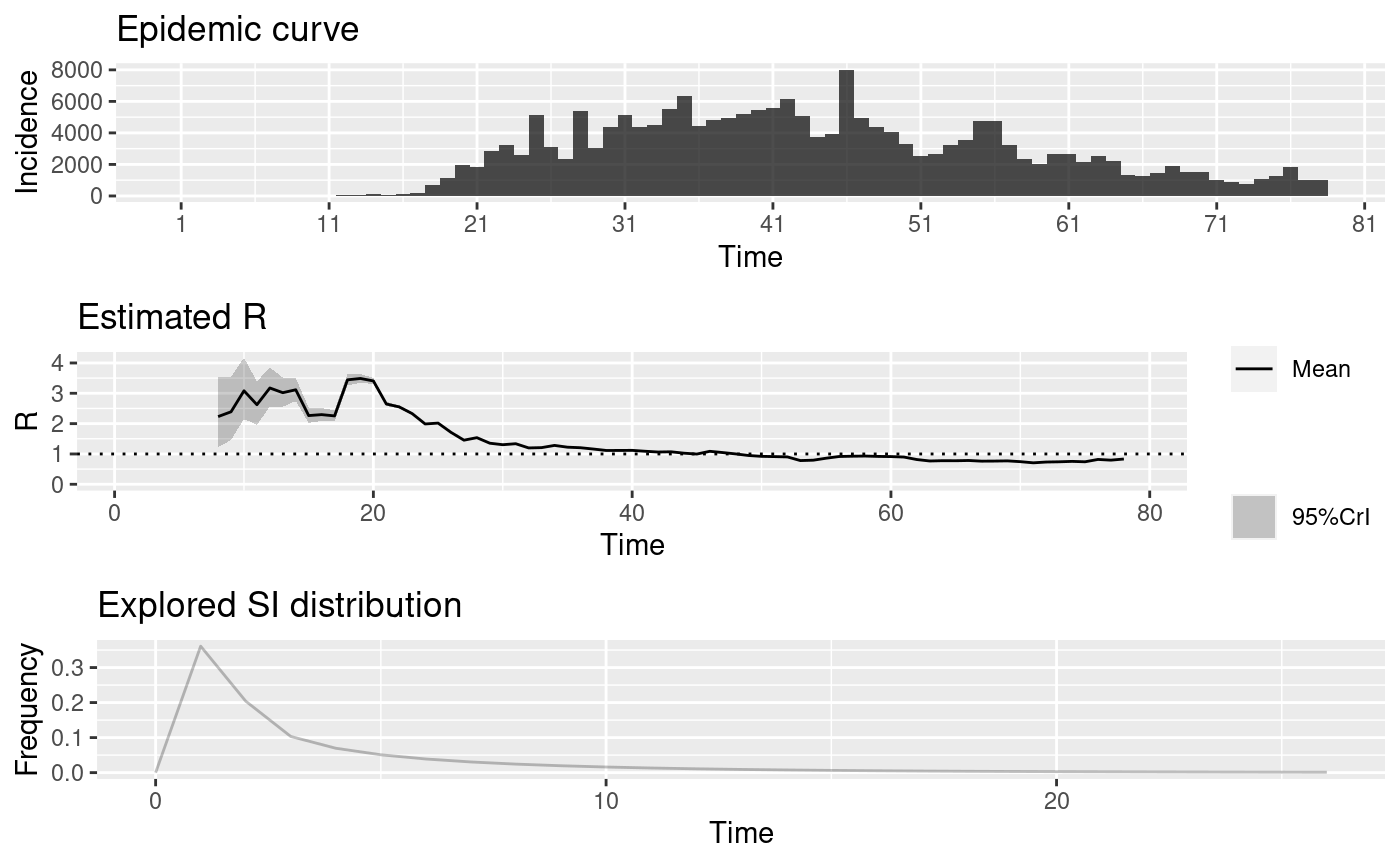 Epidemic curve
8000
6000
4000
2000
0
Incidence
1 11 21 31 41 51 61 71 81
Time
Estimated R
4
3
2
1
0
R
0 20 40 60 80
Time
Mean
95%CrI
Explored SI distribution
0.3
0.2
0.1
0.0
Frequency
0 10 20
Time